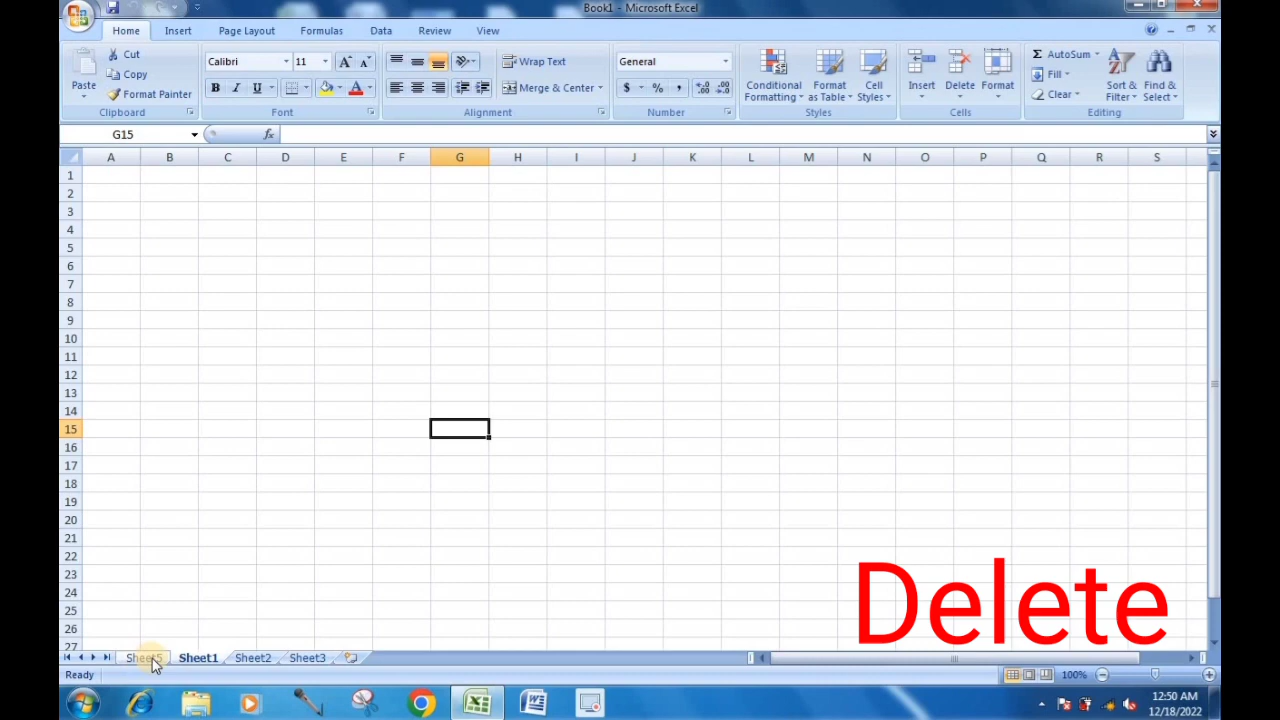 Book1 - Microsoft Excel
Home Insert Page Layout Formulas Data Review View
Cut
Copy
Format Painter
Paste
Clipboard
Calibri 11
B I U
Font
Wrap Text
Merge & Center
Alignment
General
$ % ,
Number
Conditional Formatting
Format as Table
Cell Styles
Styles
Insert Delete Format
Cells
Σ AutoSum
Fill
Clear
Sort & Filter
Find & Select
Editing
G15 fx
A B C D E F G I J K L M N O P Q R S
1
2
3
4
5
6
7
8
9
10
11
12
13
14
15
16
17
18
19
20
21
22
23
24
25
26
27
Delete
Sheet5 Sheet1 Sheet2 Sheet3
Ready 100%
12:50 AM
12/18/2022